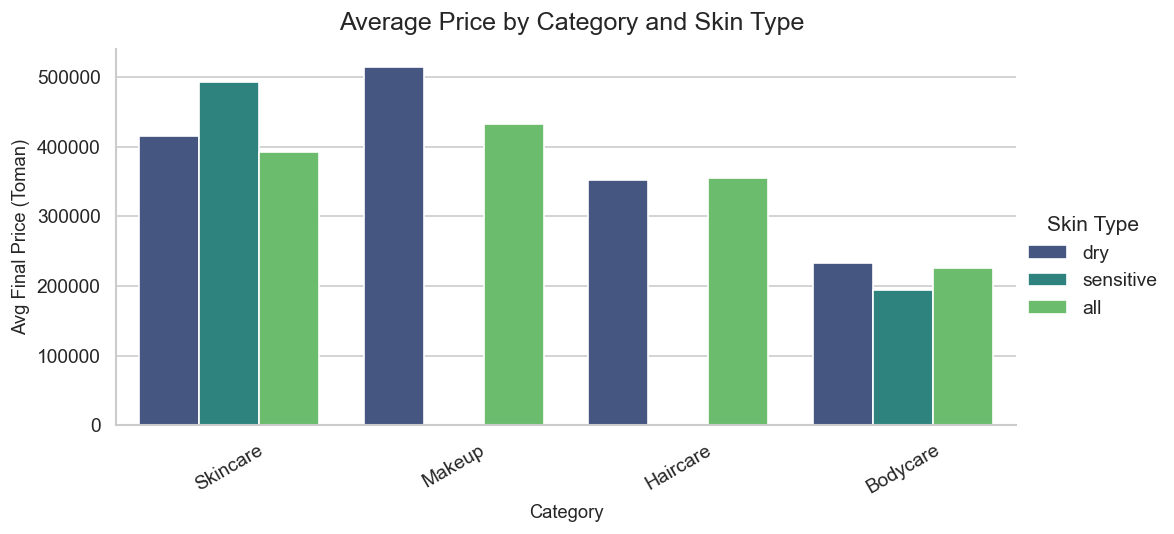 Average Price by Category and Skin Type
Avg Final Price (Toman)
500000
400000
300000
200000
100000
0
Skincare
Makeup
Haircare
Bodycare
Category
Skin Type
dry
sensitive
all